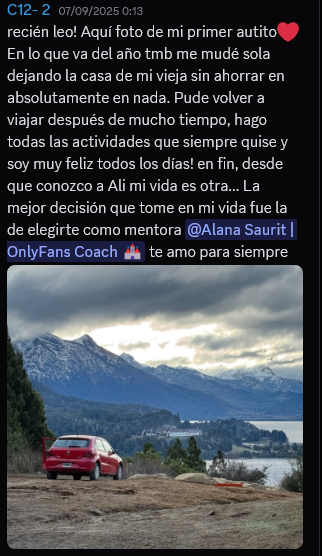 C12- 2 07/09/2025 0:13
recién leo! Aquí foto de mi primer autito❤️
En lo que va del año tmb me mudé sola
dejando la casa de mi vieja sin ahorrar en
absolutamente en nada. Pude volver a
viajar después de mucho tiempo, hago
todas las actividades que siempre quise y
soy muy feliz todos los días! en fin, desde
que conozco a Ali mi vida es otra... La
mejor decisión que tome en mi vida fue la
de elegirte como mentora @Alana Saurit |
OnlyFans Coach 🏰 te amo para siempre